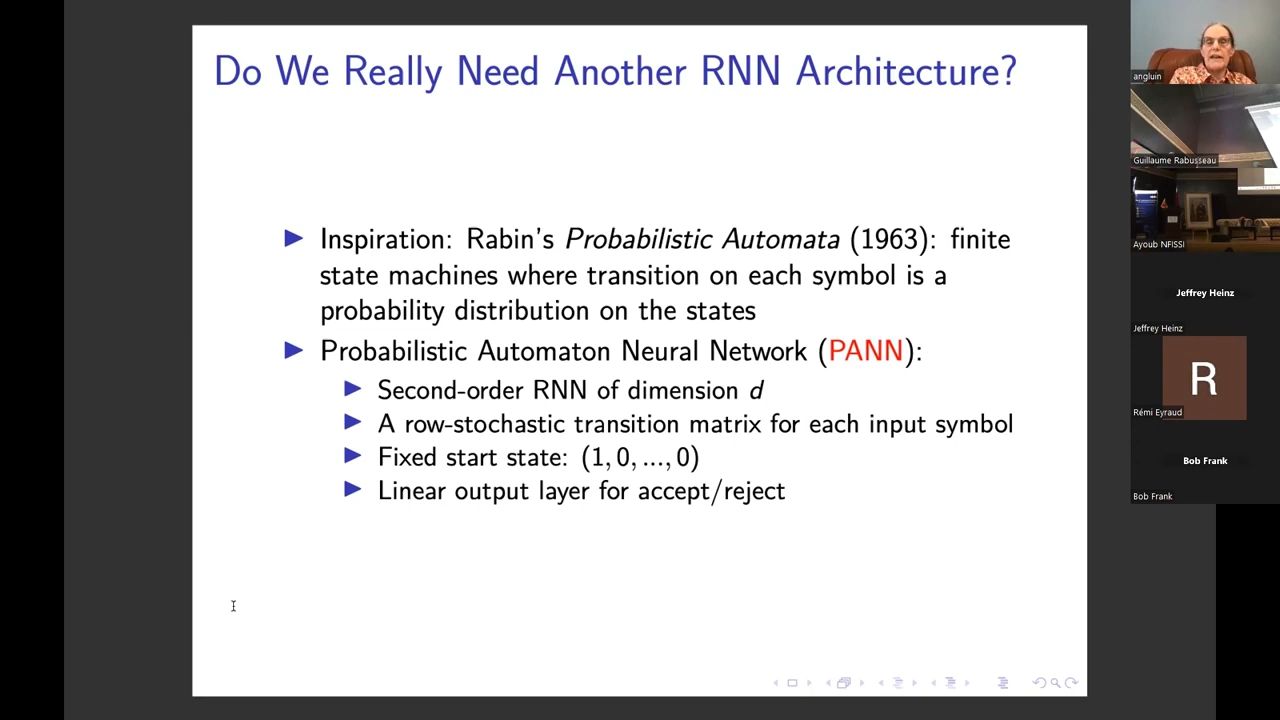 Do We Really Need Another RNN Architecture?
▶ Inspiration: Rabin's Probabilistic Automata (1963): finite
state machines where transition on each symbol is a
probability distribution on the states
▶ Probabilistic Automaton Neural Network (PANN):
▶ Second-order RNN of dimension d
▶ A row-stochastic transition matrix for each input symbol
▶ Fixed start state: (1, 0, ..., 0)
▶ Linear output layer for accept/reject
angluin
Guillaume Rabusseau
Ayoub NFISSI
Jeffrey Heinz
Jeffrey Heinz
R
Rémi Eyraud
Bob Frank
Bob Frank